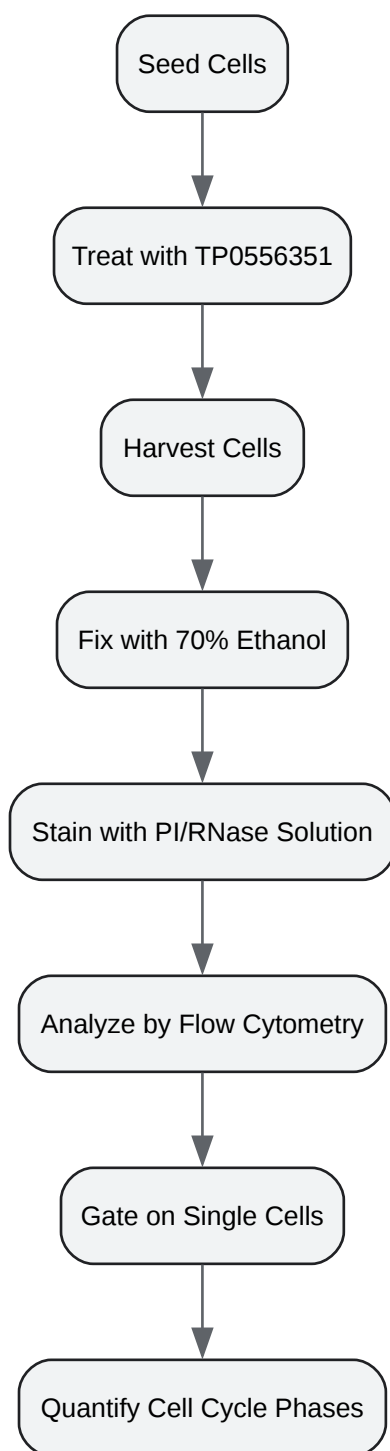 Seed Cells
Treat with TP0556351
Harvest Cells
Fix with 70% Ethanol
Stain with PI/RNase Solution
Analyze by Flow Cytometry
Gate on Single Cells
Quantify Cell Cycle Phases